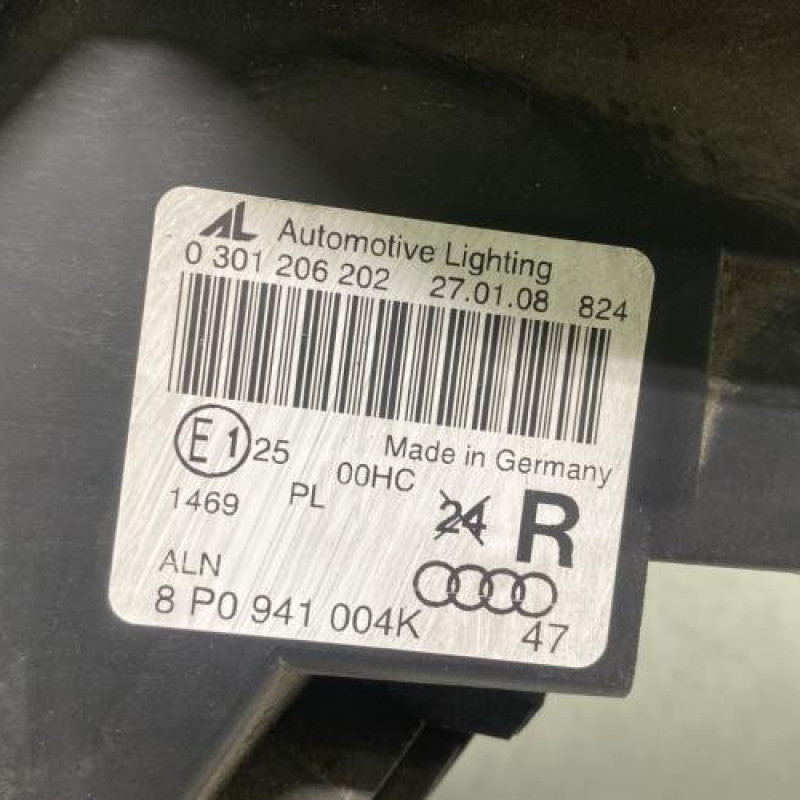 AL Automotive Lighting
0 301 206 202 27.01.08 824
E1 25 Made in Germany
1469 PL 00HC 24 R
ALN
8 P0 941 004K 47